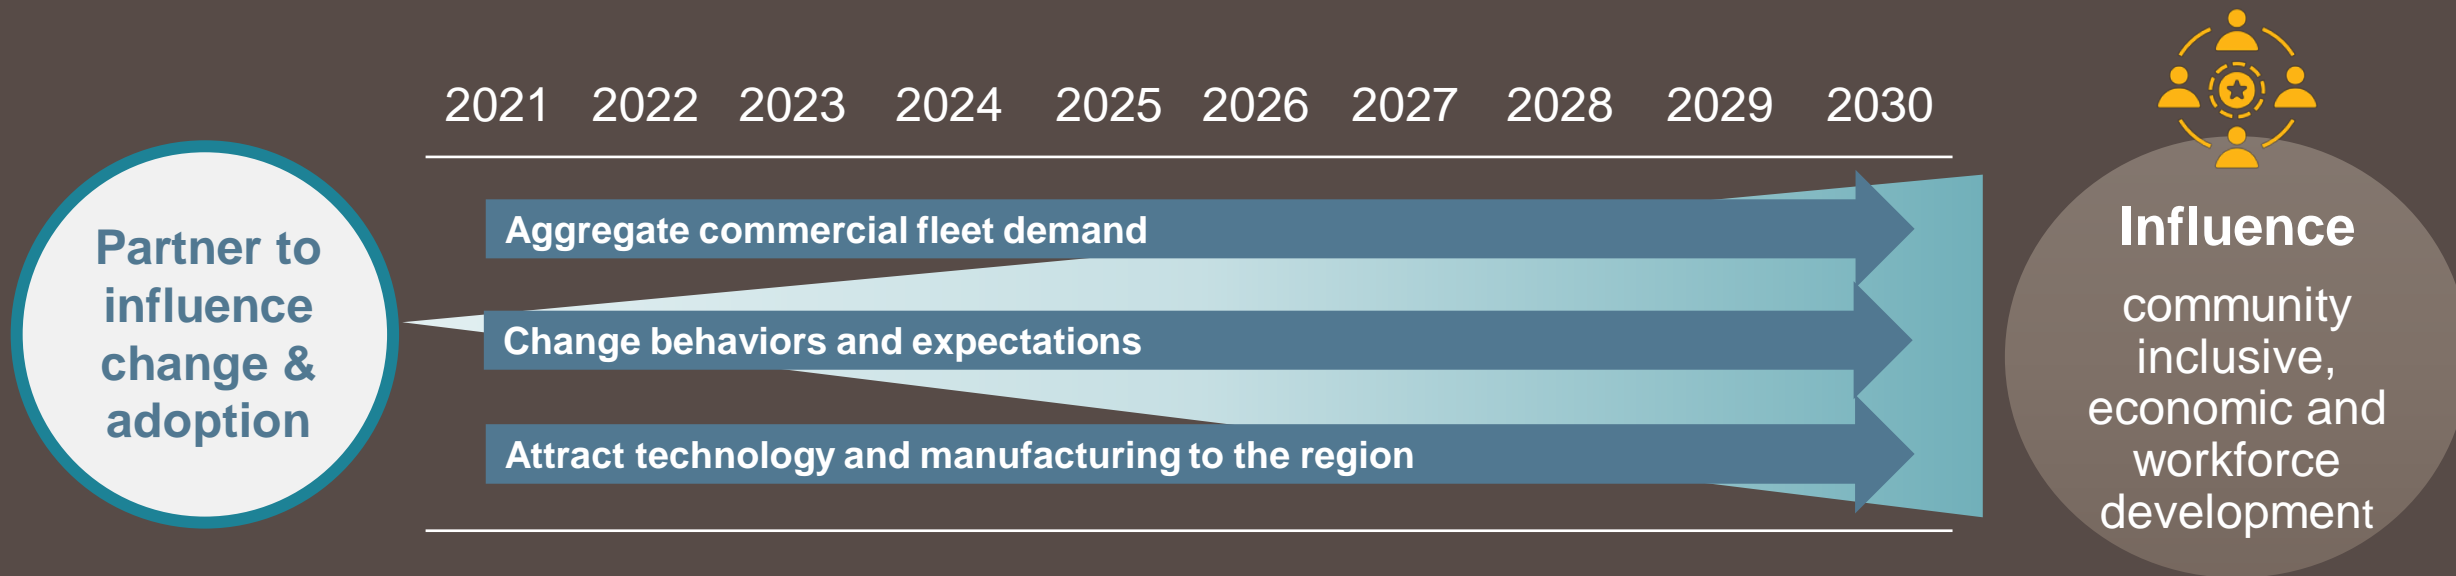 2021 2022 2023 2024 2025 2026 2027 2028 2029 2030
Partner to
influence
change &
adoption
Aggregate commercial fleet demand
Change behaviors and expectations
Attract technology and manufacturing to the region
Influence
community
inclusive,
economic and
workforce
development